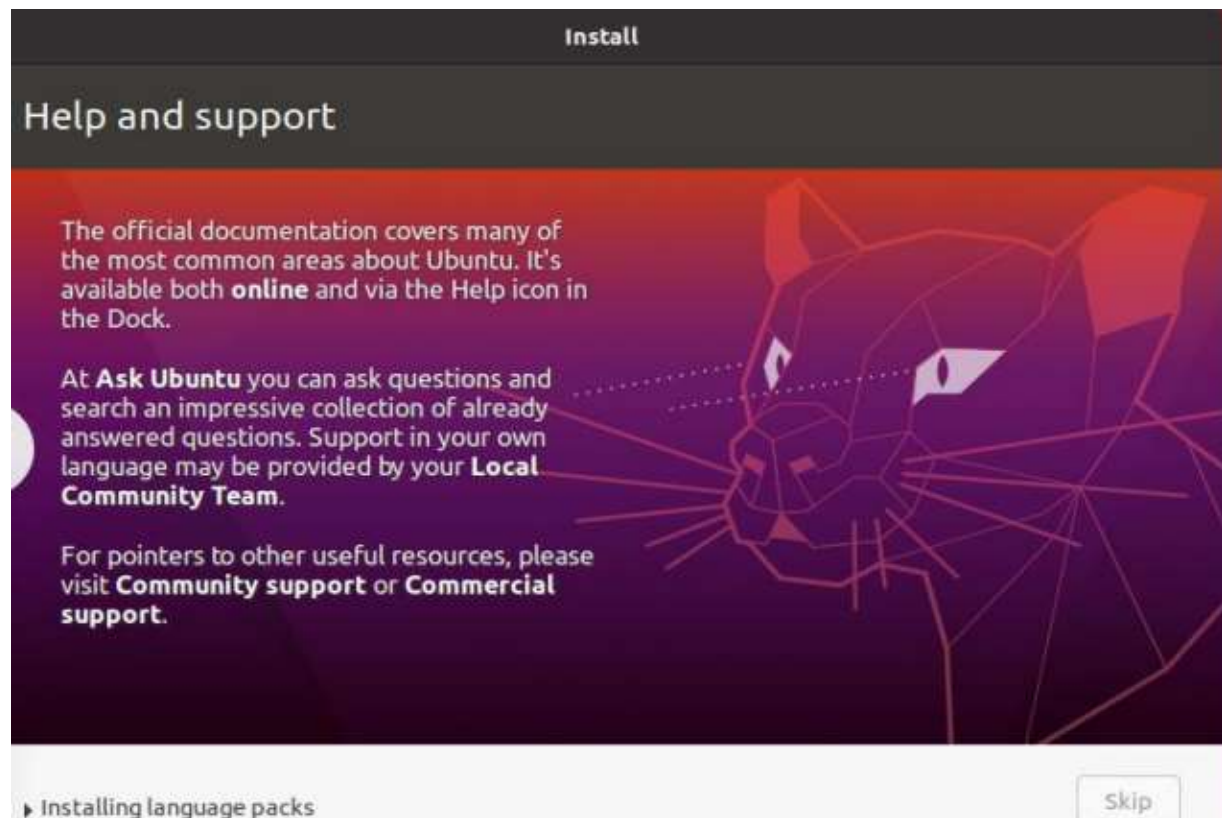 Install
Help and support
The official documentation covers many of
the most common areas about Ubuntu. It's
available both online and via the Help icon in
the Dock.
At Ask Ubuntu you can ask questions and
search an impressive collection of already
answered questions. Support in your own
language may be provided by your Local
Community Team.
For pointers to other useful resources, please
visit Community support or Commercial
support.
Installing language packs
Skip